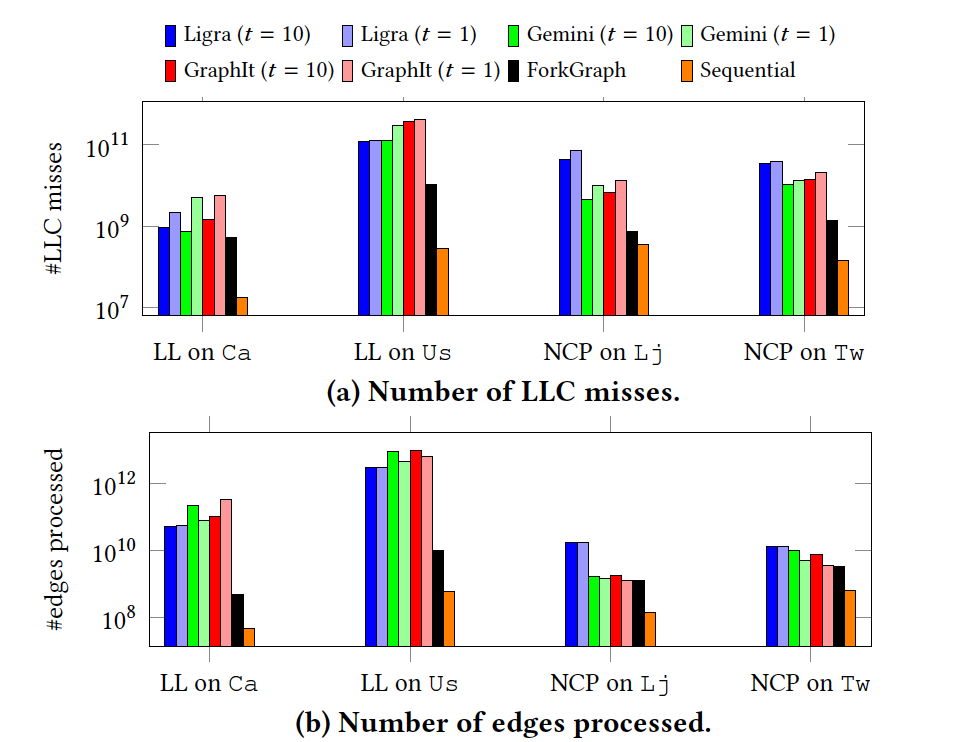 Ligra (t = 10) Ligra (t = 1) Gemini (t = 10) Gemini (t = 1)
GraphIt (t = 10) GraphIt (t = 1) ForkGraph Sequential
#LLC misses
10^11
10^9
10^7
LL on Ca LL on Us NCP on Lj NCP on Tw
(a) Number of LLC misses.
#edges processed
10^12
10^10
10^8
LL on Ca LL on Us NCP on Lj NCP on Tw
(b) Number of edges processed.